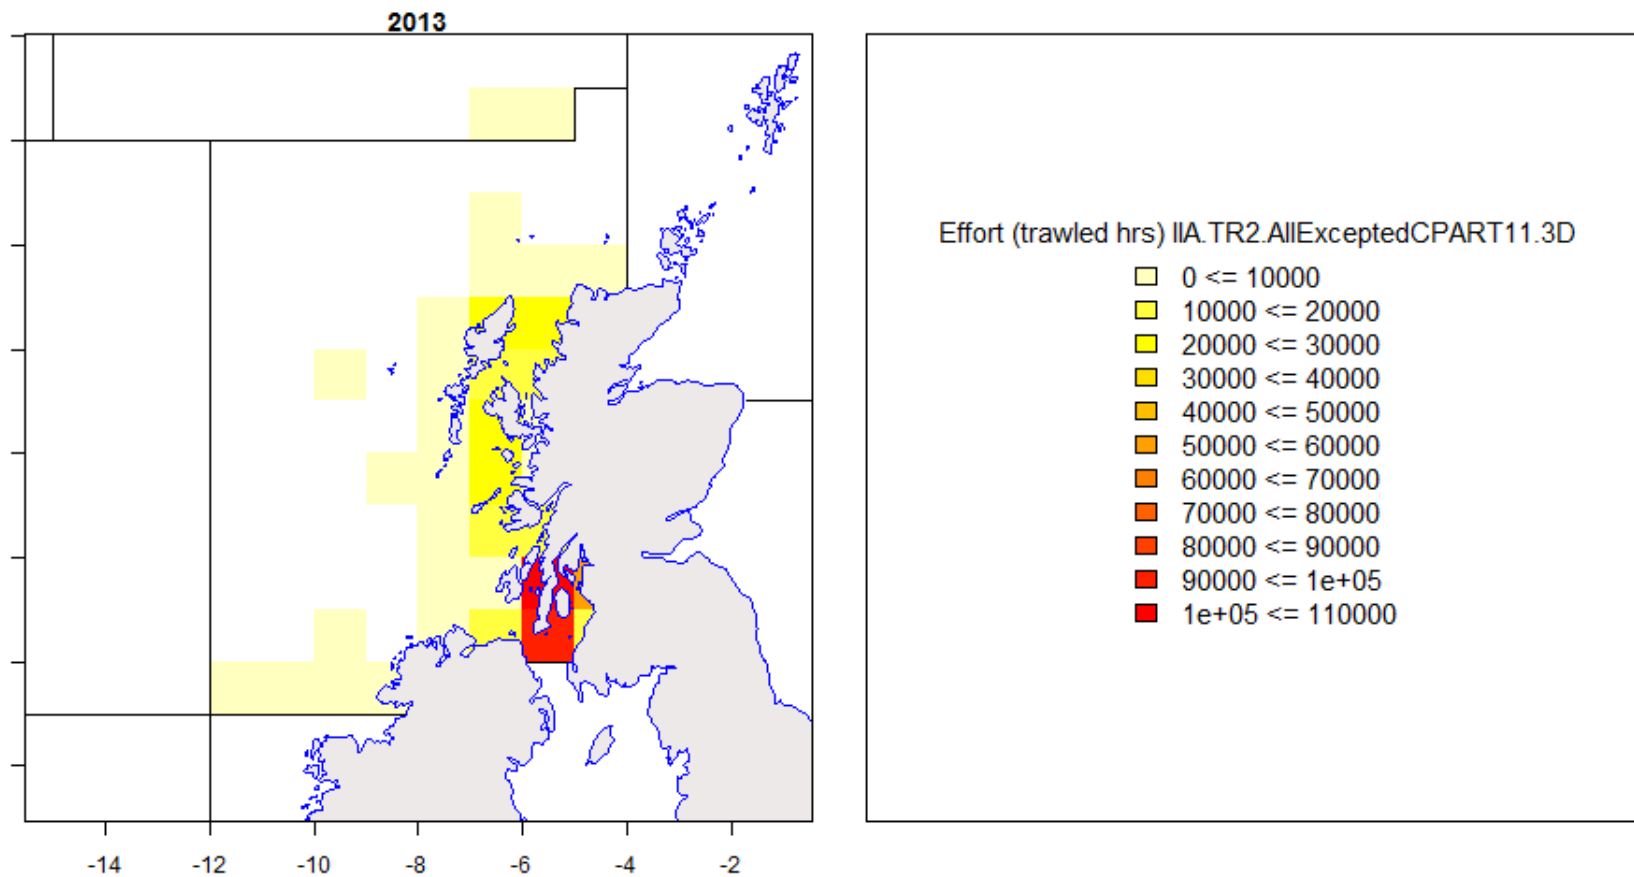 2013
Effort (trawled hrs) IIA.TR2.AllExceptedCPART11.3D
0 <= 10000
10000 <= 20000
20000 <= 30000
30000 <= 40000
40000 <= 50000
50000 <= 60000
60000 <= 70000
70000 <= 80000
80000 <= 90000
90000 <= 1e+05
1e+05 <= 110000
-14 -12 -10 -8 -6 -4 -2